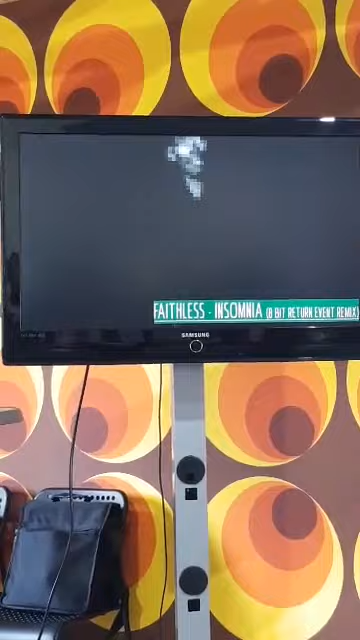 FAITHLESS - INSOMNIA (8 BIT RETURN EVENT REMIX)
SAMSUNG